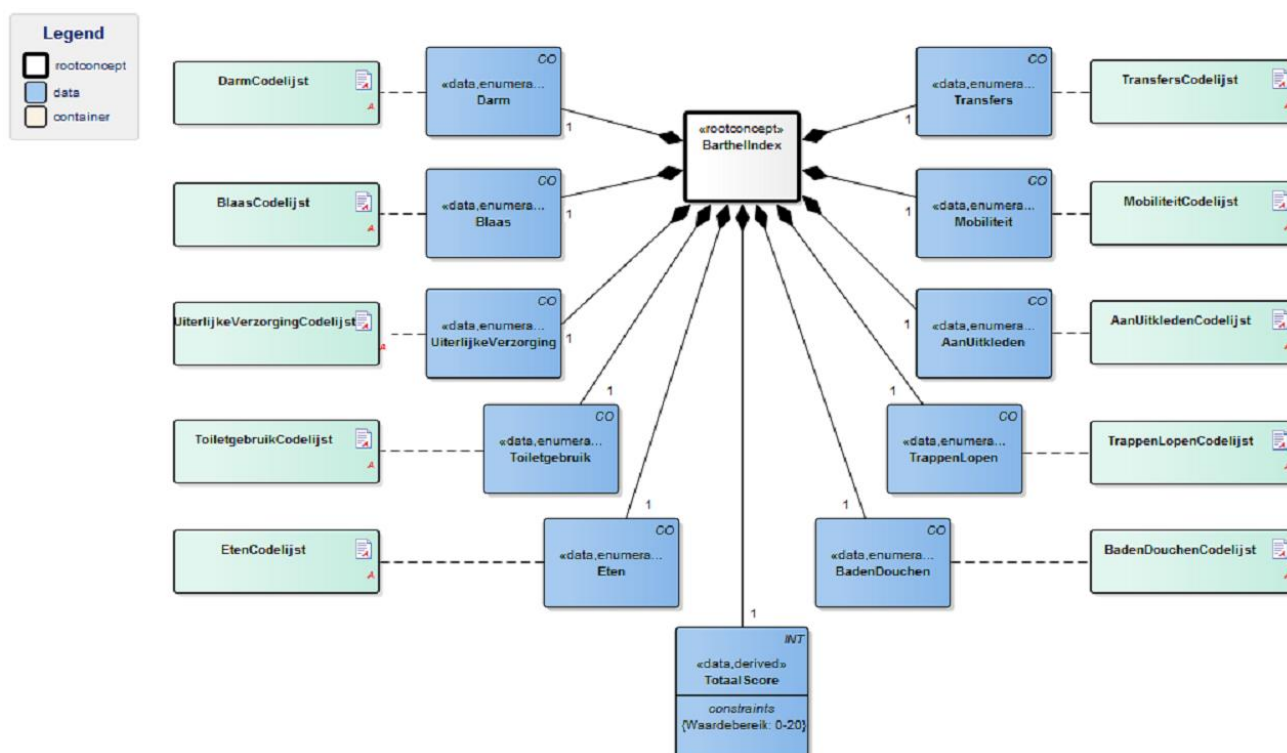 Legend
rootconcept
data
container
DarmCodelijst
A
CO
«data,enumera...
Darm
1
«rootconcept»
BarthelIndex
CO
«data,enumera...
Transfers
1
TransfersCodelijst
A
BlaasCodelijst
A
CO
«data,enumera...
Blaas
1
CO
«data,enumera...
Mobiliteit
1
MobiliteitCodelijst
A
UiterlijkeVerzorgingCodelijst
A
CO
«data,enumera...
UiterlijkeVerzorging
1
CO
«data,enumera...
AanUitkleden
1
AanUitkledenCodelijst
A
ToiletgebruikCodelijst
A
1
CO
«data,enumera...
Toiletgebruik
1
CO
«data,enumera...
TrappenLopen
TrappenLopenCodelijst
A
EtenCodelijst
A
1
CO
«data,enumera...
Eten
1
CO
«data,enumera...
BadenDouchen
BadenDouchenCodelijst
A
1
INT
«data,derived»
TotaalScore
constraints
{Waardebereik: 0-20}